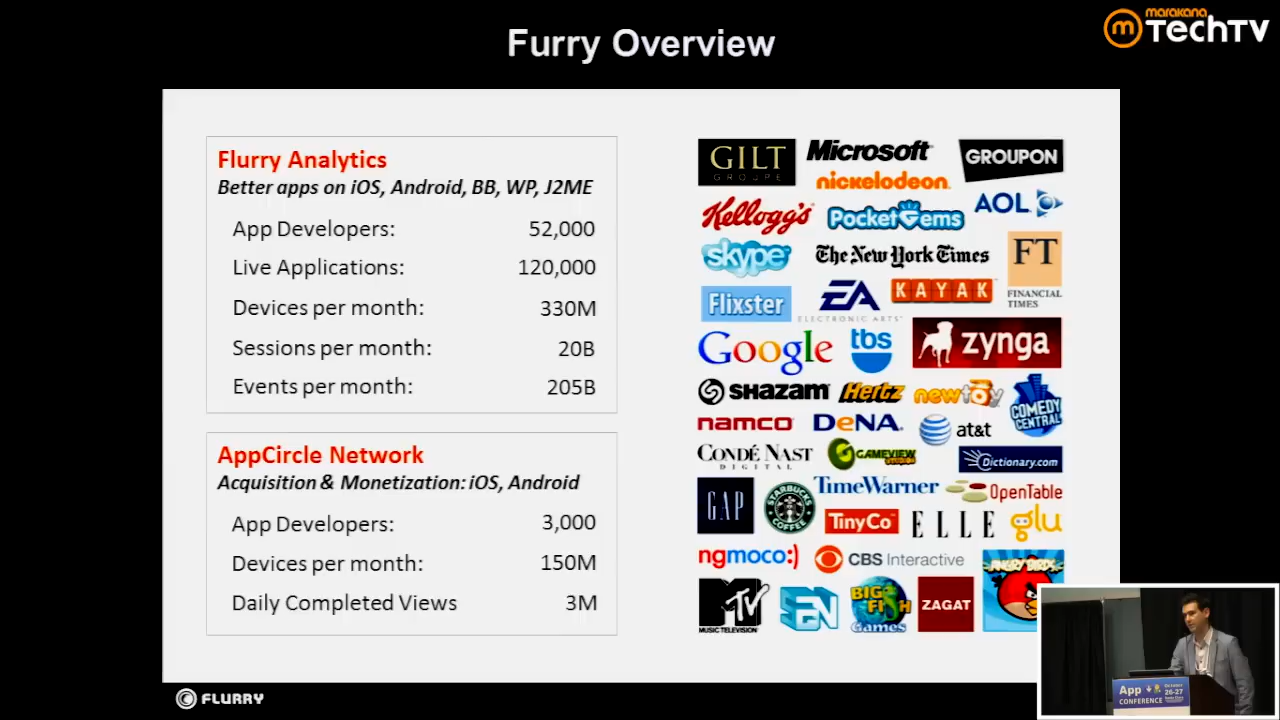 Furry Overview
marakana
TechTV
Flurry Analytics
Better apps on iOS, Android, BB, WP, J2ME
App Developers: 52,000
Live Applications: 120,000
Devices per month: 330M
Sessions per month: 20B
Events per month: 205B
AppCircle Network
Acquisition & Monetization: iOS, Android
App Developers: 3,000
Devices per month: 150M
Daily Completed Views 3M
GILT
GROUPE
Microsoft
GROUPON
nickelodeon
Kellogg's
PocketGems
AOL
skype
The New York Times
FT
FINANCIAL
TIMES
Flixster
EA
ELECTRONIC ARTS
KAYAK
Google
tbs
zynga
SHAZAM
Hertz
newtoy
COMEDY
CENTRAL
namco
DeNA
at&t
CONDÉ NAST
DIGITAL
GAMEVIEW
Dictionary.com
GAP
STARBUCKS
COFFEE
TimeWarner
OpenTable
TinyCo
ELLE
glu
ngmoco:)
CBS Interactive
ANGRY BIRDS
MTV
MUSIC TELEVISION
BIG
FISH
Games
ZAGAT
FLURRY
App
CONFERENCE
26-27